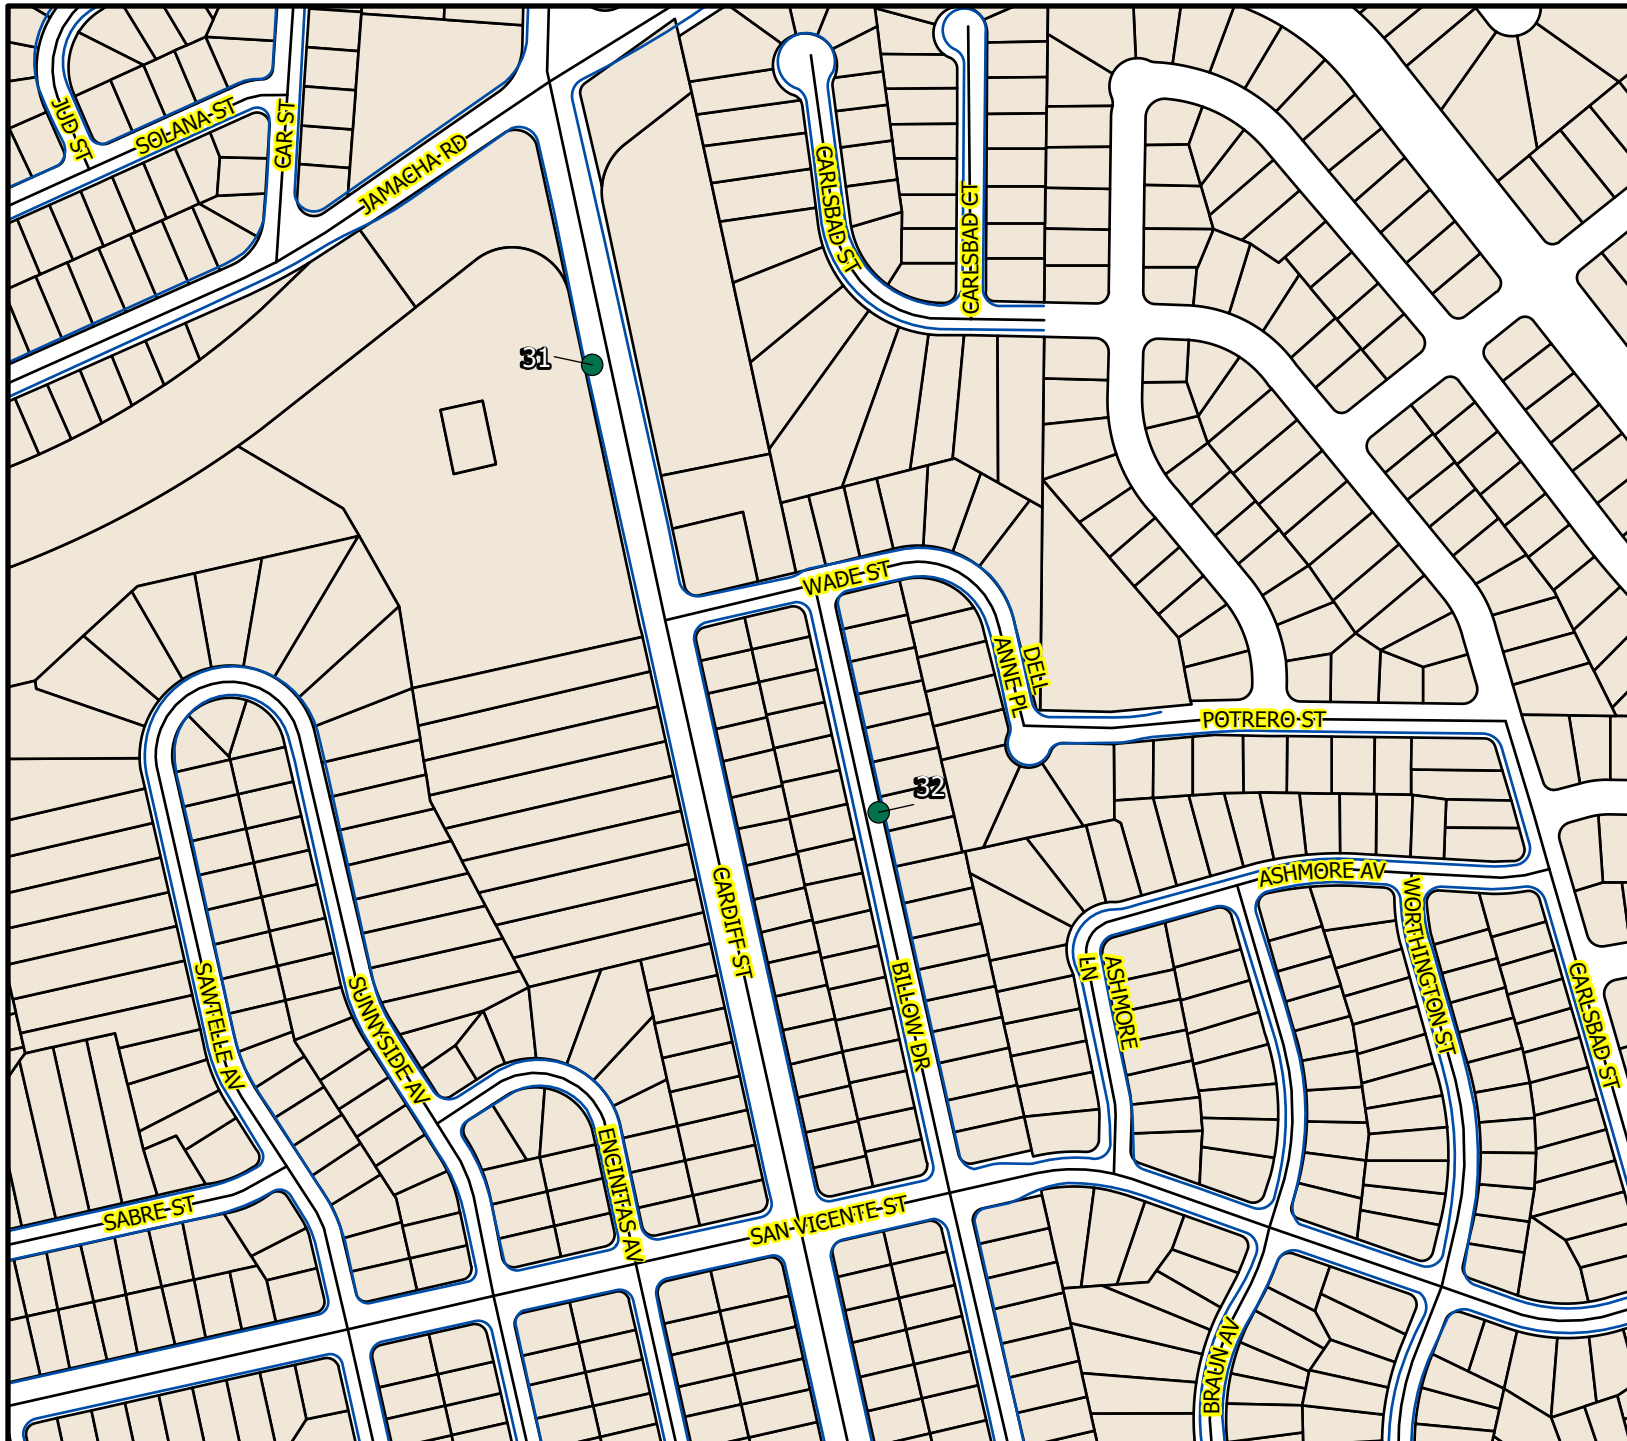 JUD ST
SOLANA ST
CAR ST
JAMACHA RD
CARLSBAD ST
CARLSBAD CT
31
WADE ST
DELL
ANNE PL
POTRERO ST
32
CARDIFF ST
ASHMORE AV
WORTHINGTON ST
SAWTELLE AV
SUNNYSIDE AV
BILLOW DR
ASHMORE
LN
CARLSBAD ST
ENCINITAS AV
SABRE ST
SAN VICENTE ST
BRAUN AV